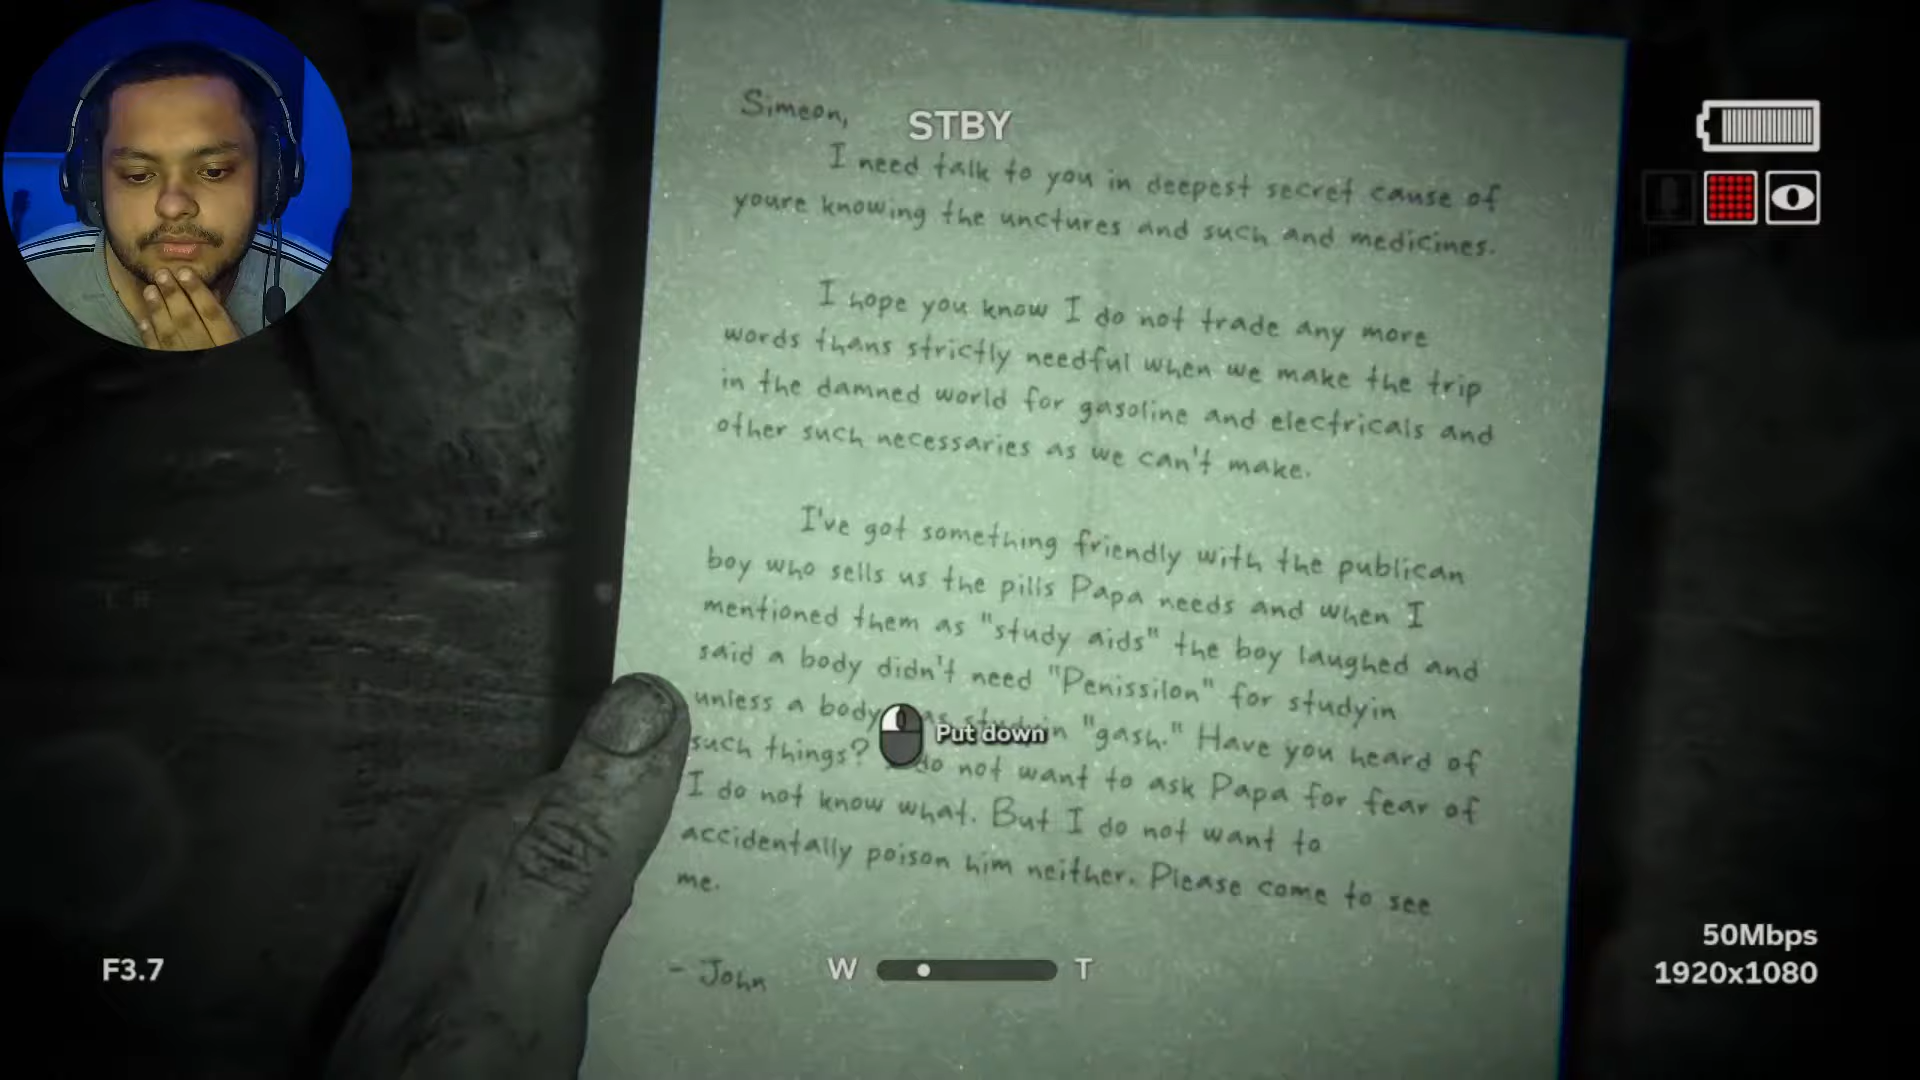 Simeon,
STBY
I need talk to you in deepest secret cause of
youre knowing the unctures and such and medicines.
I hope you know I do not trade any more
words thans strictly needful when we make the trip
in the damned world for gasoline and electricals and
other such necessaries as we can't make.
I've got something friendly with the publican
boy who sells us the pills Papa needs and when I
mentioned them as "study aids" the boy laughed and
said a body didn't need "Penissilon" for studyin
unless a body studyin "gash." Have you heard of
Put down
such things? do not want to ask Papa for fear of
I do not know what. But I do not want to
accidentally poison him neither. Please come to see
me.
- John
F3.7
W T
50Mbps
1920x1080